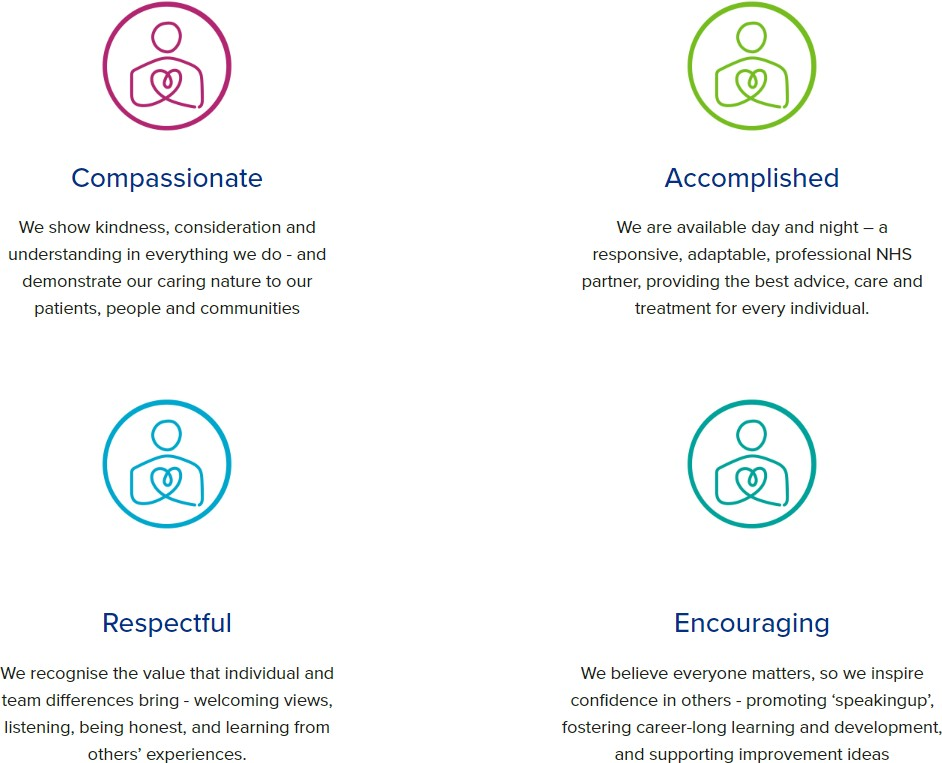 Compassionate
We show kindness, consideration and
understanding in everything we do - and
demonstrate our caring nature to our
patients, people and communities
Accomplished
We are available day and night – a
responsive, adaptable, professional NHS
partner, providing the best advice, care and
treatment for every individual.
Respectful
We recognise the value that individual and
team differences bring - welcoming views,
listening, being honest, and learning from
others’ experiences.
Encouraging
We believe everyone matters, so we inspire
confidence in others - promoting ‘speakingup’,
fostering career-long learning and development,
and supporting improvement ideas